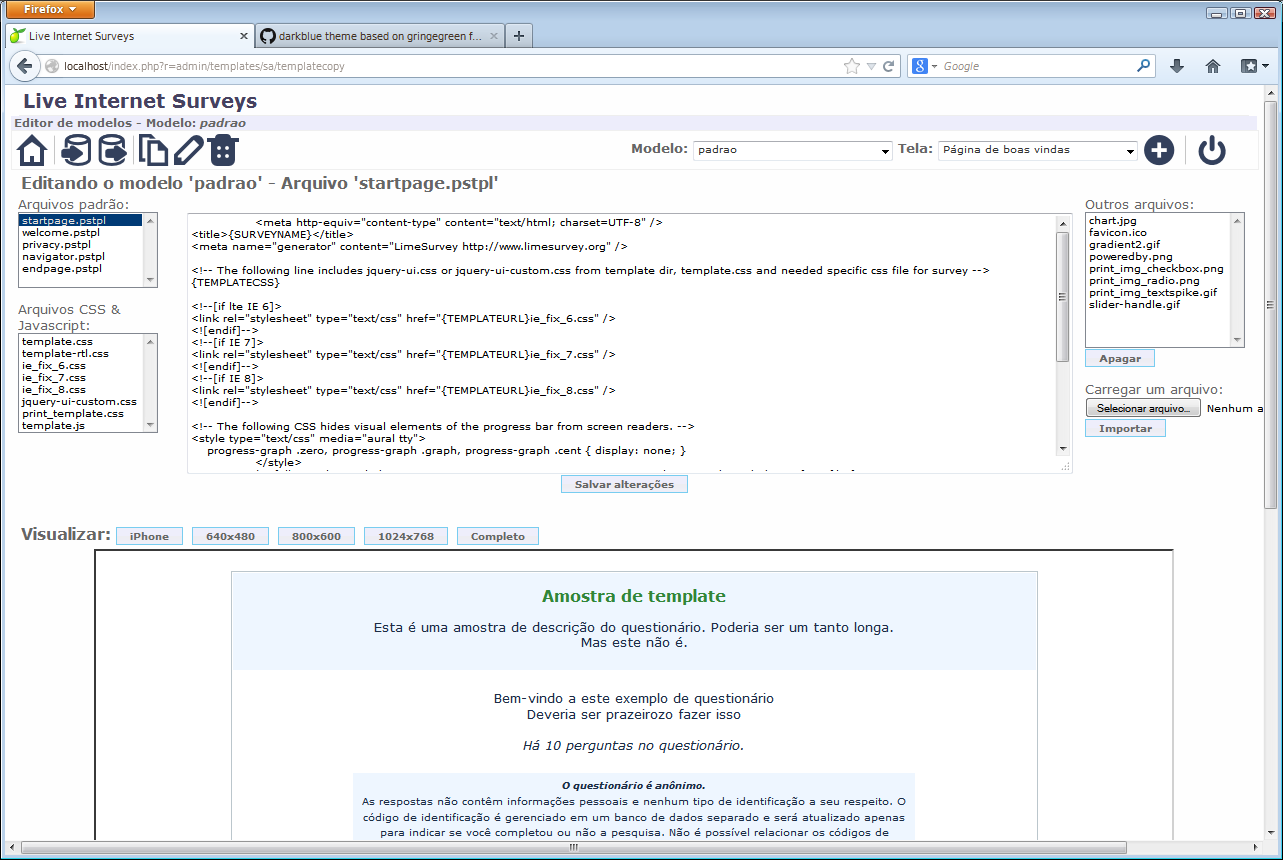 Firefox
Live Internet Surveys
darkblue theme based on gringegreen f...
localhost/index.php?r=admin/templates/sa/templatecopy
Google
Live Internet Surveys
Editor de modelos - Modelo: padrao
Modelo: padrao
Tela: Página de boas vindas
Editando o modelo 'padrao' - Arquivo 'startpage.pstpl'
Arquivos padrão:
startpage.pstpl
welcome.pstpl
privacy.pstpl
navigator.pstpl
endpage.pstpl
Arquivos CSS &
Javascript:
template.css
template-rtl.css
ie_fix_6.css
ie_fix_7.css
ie_fix_8.css
jquery-ui-custom.css
print_template.css
template.js
<meta http-equiv="content-type" content="text/html; charset=UTF-8" />
<title>{SURVEYNAME}</title>
<meta name="generator" content="LimeSurvey http://www.limesurvey.org" />
<!-- The following line includes jquery-ui.css or jquery-ui-custom.css from template dir, template.css and needed specific css file for survey -->
{TEMPLATECSS}
<!--[if lte IE 6]>
<link rel="stylesheet" type="text/css" href="{TEMPLATEURL}ie_fix_6.css" />
<![endif]-->
<!--[if IE 7]>
<link rel="stylesheet" type="text/css" href="{TEMPLATEURL}ie_fix_7.css" />
<![endif]-->
<!--[if IE 8]>
<link rel="stylesheet" type="text/css" href="{TEMPLATEURL}ie_fix_8.css" />
<![endif]-->
<!-- The following CSS hides visual elements of the progress bar from screen readers. -->
<style type="text/css" media="aural tty">
progress-graph .zero, progress-graph .graph, progress-graph .cent { display: none; }
</style>
Outros arquivos:
chart.jpg
favicon.ico
gradient2.gif
poweredby.png
print_img_checkbox.png
print_img_radio.png
print_img_textspike.gif
slider-handle.gif
Apagar
Carregar um arquivo:
Selecionar arquivo... Nenhum a
Importar
Salvar alterações
Visualizar: iPhone 640x480 800x600 1024x768 Completo
Amostra de template
Esta é uma amostra de descrição do questionário. Poderia ser um tanto longa.
Mas este não é.
Bem-vindo a este exemplo de questionário
Deveria ser prazeirozo fazer isso
Há 10 perguntas no questionário.
O questionário é anônimo.
As respostas não contêm informações pessoais e nenhum tipo de identificação a seu respeito. O
código de identificação é gerenciado em um banco de dados separado e será atualizado apenas
para indicar se você completou ou não a pesquisa. Não é possível relacionar os códigos de